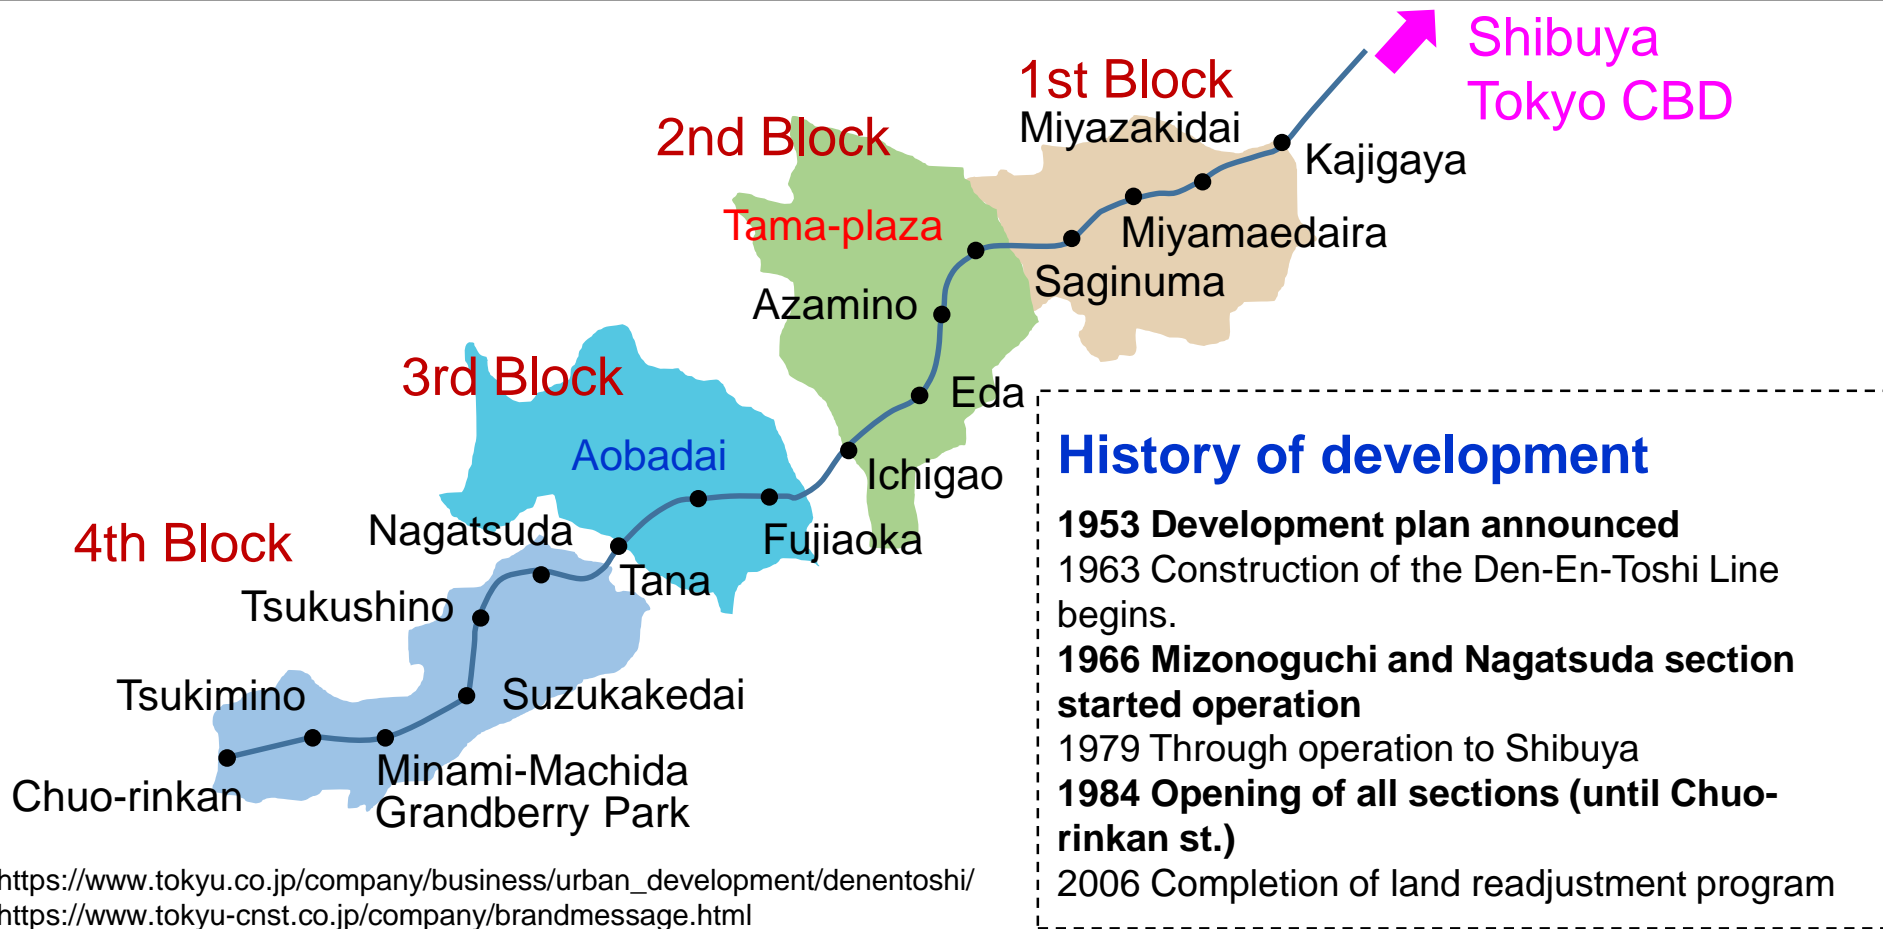 Shibuya
Tokyo CBD
1st Block
Miyazakidai
Kajigaya
2nd Block
Miyamaedaira
Tama-plaza
Saginuma
Azamino
3rd Block
Eda
Aobadai
Ichigao
4th Block
Nagatsuda
Fujiaoka
Tana
Tsukushino
Tsukimino
Suzukakedai
Chuo-rinkan
Minami-Machida
Grandberry Park
History of development
1953 Development plan announced
1963 Construction of the Den-En-Toshi Line
begins.
1966 Mizonoguchi and Nagatsuda section
started operation
1979 Through operation to Shibuya
1984 Opening of all sections (until Chuo-
rinkan st.)
2006 Completion of land readjustment program
https://www.tokyu.co.jp/company/business/urban_development/denentoshi/
https://www.tokyu-cnst.co.jp/company/brandmessage.html